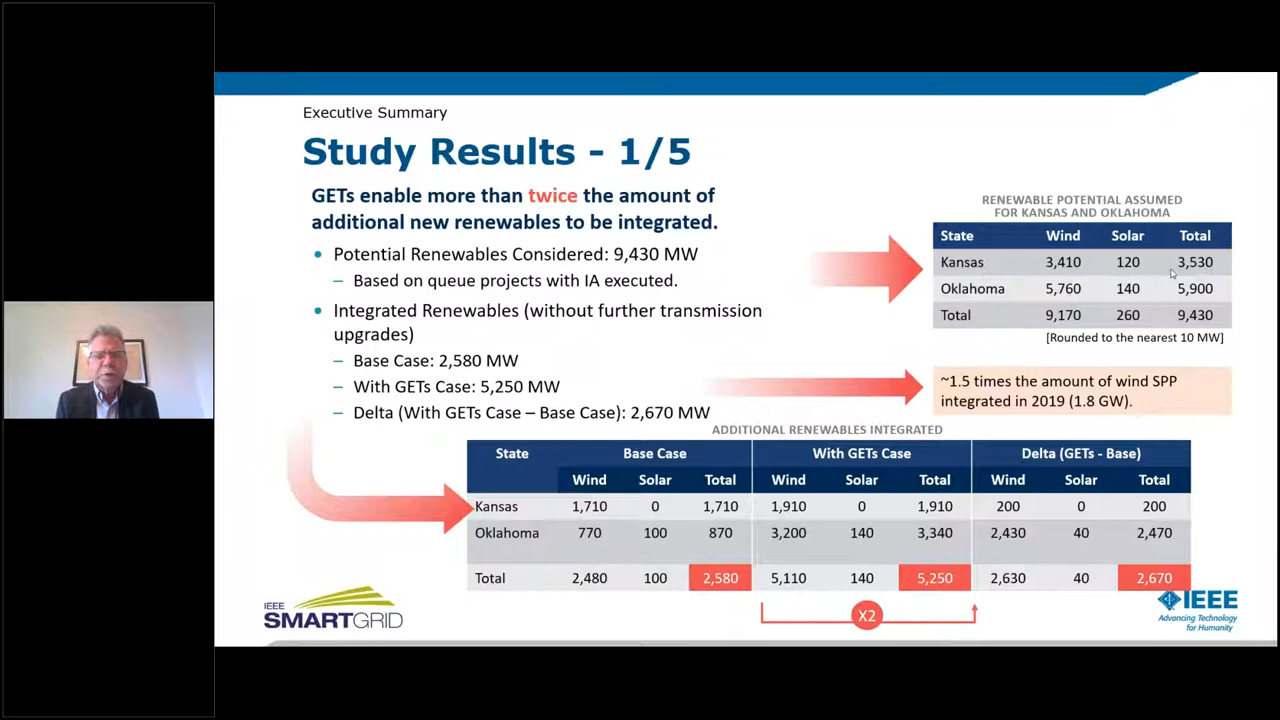 Executive Summary
Study Results - 1/5
GETs enable more than twice the amount of
additional new renewables to be integrated.
• Potential Renewables Considered: 9,430 MW
– Based on queue projects with IA executed.
• Integrated Renewables (without further transmission
upgrades)
– Base Case: 2,580 MW
– With GETs Case: 5,250 MW
– Delta (With GETs Case – Base Case): 2,670 MW
RENEWABLE POTENTIAL ASSUMED
FOR KANSAS AND OKLAHOMA
State Wind Solar Total
Kansas 3,410 120 3,530
Oklahoma 5,760 140 5,900
Total 9,170 260 9,430
[Rounded to the nearest 10 MW]
~1.5 times the amount of wind SPP
integrated in 2019 (1.8 GW).
ADDITIONAL RENEWABLES INTEGRATED
State Base Case With GETs Case Delta (GETs - Base)
Wind Solar Total Wind Solar Total Wind Solar Total
Kansas 1,710 0 1,710 1,910 0 1,910 200 0 200
Oklahoma 770 100 870 3,200 140 3,340 2,430 40 2,470
Total 2,480 100 2,580 5,110 140 5,250 2,630 40 2,670
X2
IEEE
SMARTGRID
IEEE
Advancing Technology
for Humanity